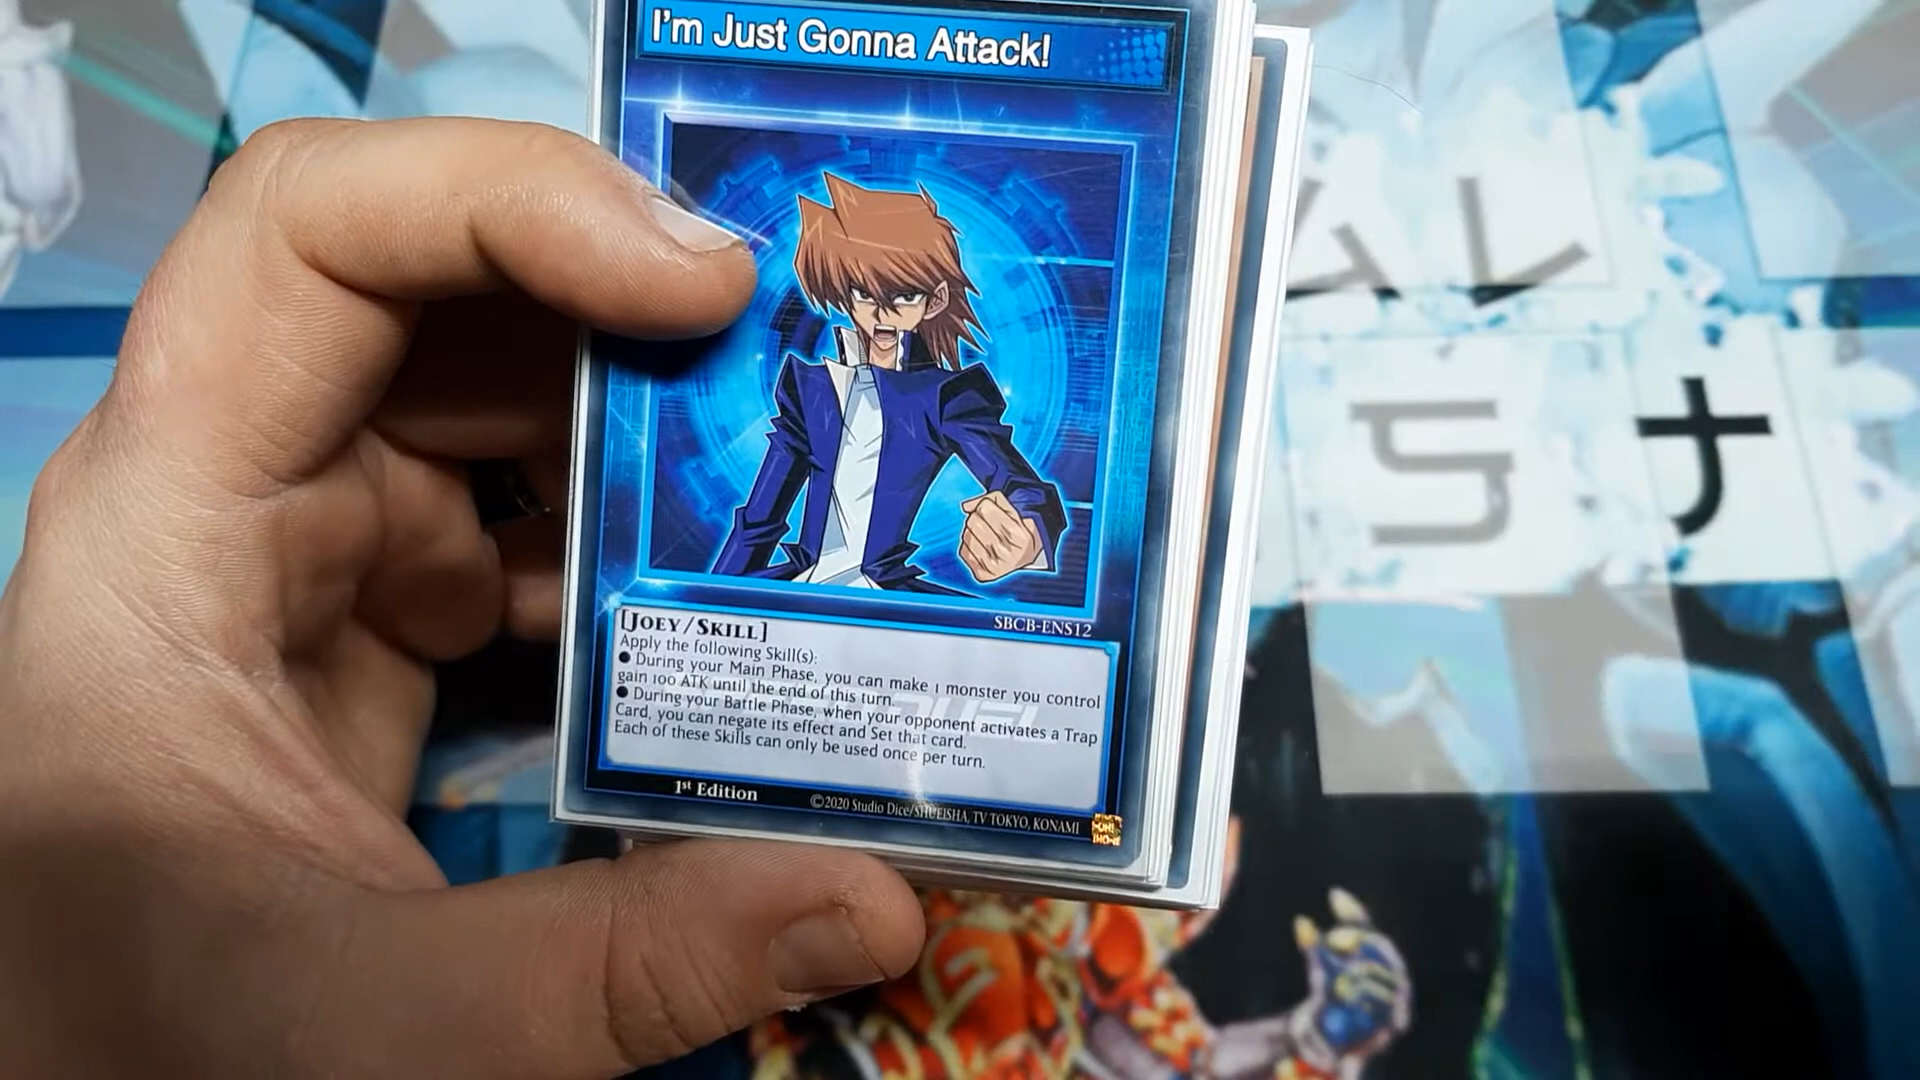 I'm Just Gonna Attack!
SBCB-ENS12
[JOEY/SKILL]
Apply the following Skill(s):
● During your Main Phase, you can make 1 monster you control
gain 100 ATK until the end of this turn.
● During your Battle Phase, when your opponent activates a Trap
Card, you can negate its effect and Set that card.
Each of these Skills can only be used once per turn.
1st Edition
©2020 Studio Dice/SHUEISHA, TV TOKYO, KONAMI